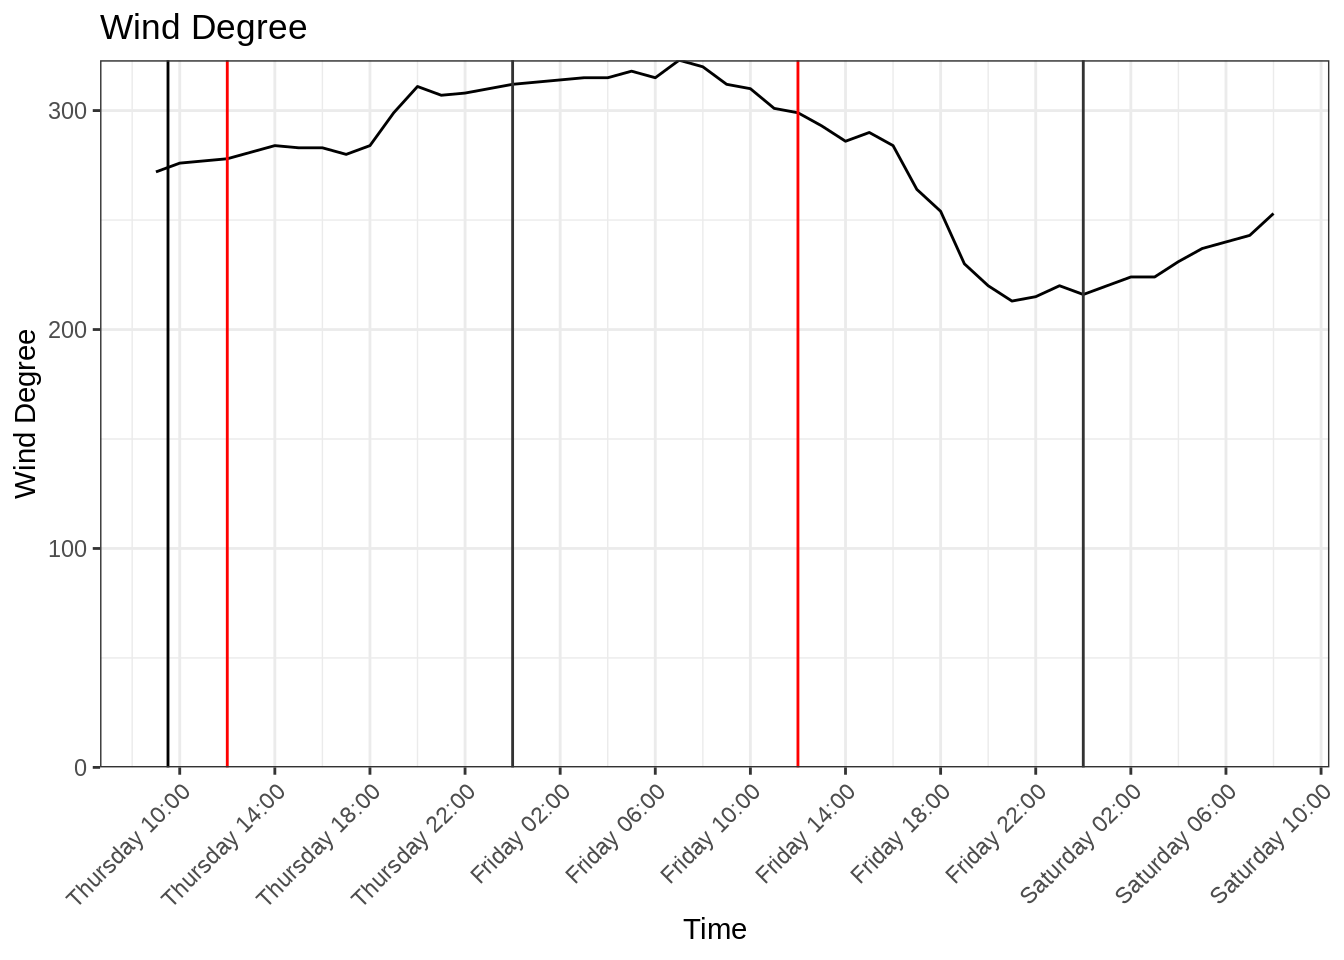 Wind Degree
Wind Degree
300
200
100
0
Thursday 10:00
Thursday 14:00
Thursday 18:00
Thursday 22:00
Friday 02:00
Friday 06:00
Friday 10:00
Friday 14:00
Friday 18:00
Friday 22:00
Saturday 02:00
Saturday 06:00
Saturday 10:00
Time